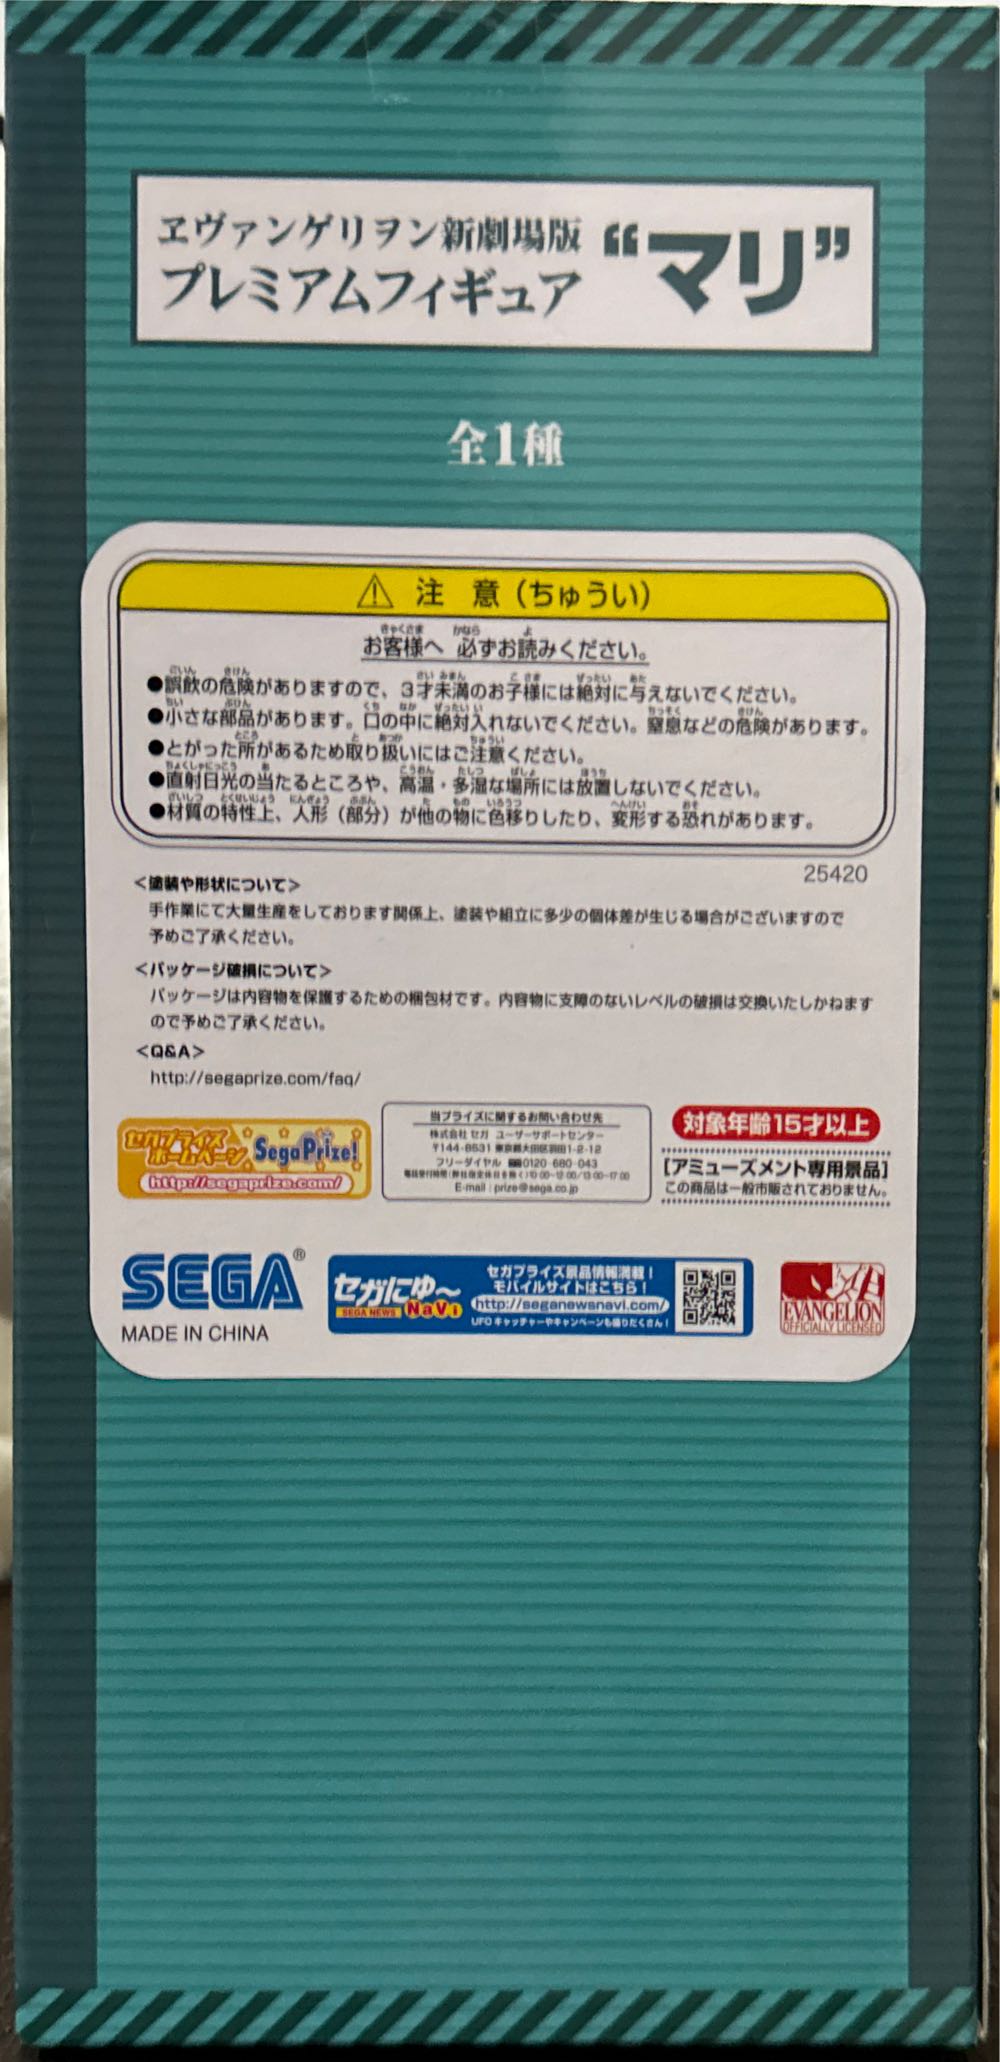 ヱヴァンゲリヲン新劇場版
プレミアムフィギュア
“マリ”
全1種
⚠ 注 意（ちゅうい）
お客様へ 必ずお読みください。
●誤飲の危険がありますので、3才未満のお子様には絶対に与えないでください。
●小さな部品があります。口の中に絶対入れないでください。窒息などの危険があります。
●とがった所があるため取り扱いにはご注意ください。
●直射日光の当たるところや、高温・多湿な場所には放置しないでください。
●材質の特性上、人形（部分）が他の物に色移りしたり、変形する恐れがあります。
25420
＜塗装や形状について＞
手作業にて大量生産をしております関係上、塗装や組立に多少の個体差が生じる場合がございますので
予めご了承ください。
＜パッケージ破損について＞
パッケージは内容物を保護するための梱包材です。内容物に支障のないレベルの破損は交換いたしかねます
ので予めご了承ください。
＜Q&A＞
http://segaprize.com/faq/
セガプライズ
ホームページ
SegaPrize!
http://segaprize.com/
当プライズに関するお問い合わせ先
株式会社 セガ ユーザーサポートセンター
〒144-8531 東京都大田区羽田1-2-12
フリーダイヤル 0120-680-043
電話受付時間(弊社指定休日を除く)10:00~12:00/13:00~17:00
E-mail : prize@sega.co.jp
対象年齢15才以上
[アミューズメント専用景品]
この商品は一般市販されておりません。
SEGA®
MADE IN CHINA
セガにゅ〜
SEGA NEWS NaVi
セガプライズ景品情報満載！
モバイルサイトはこちら！
http://seganewsnavi.com/
UFOキャッチャーやキャンペーンも盛りだくさん！
EVANGELION
OFFICIALLY LICENSED